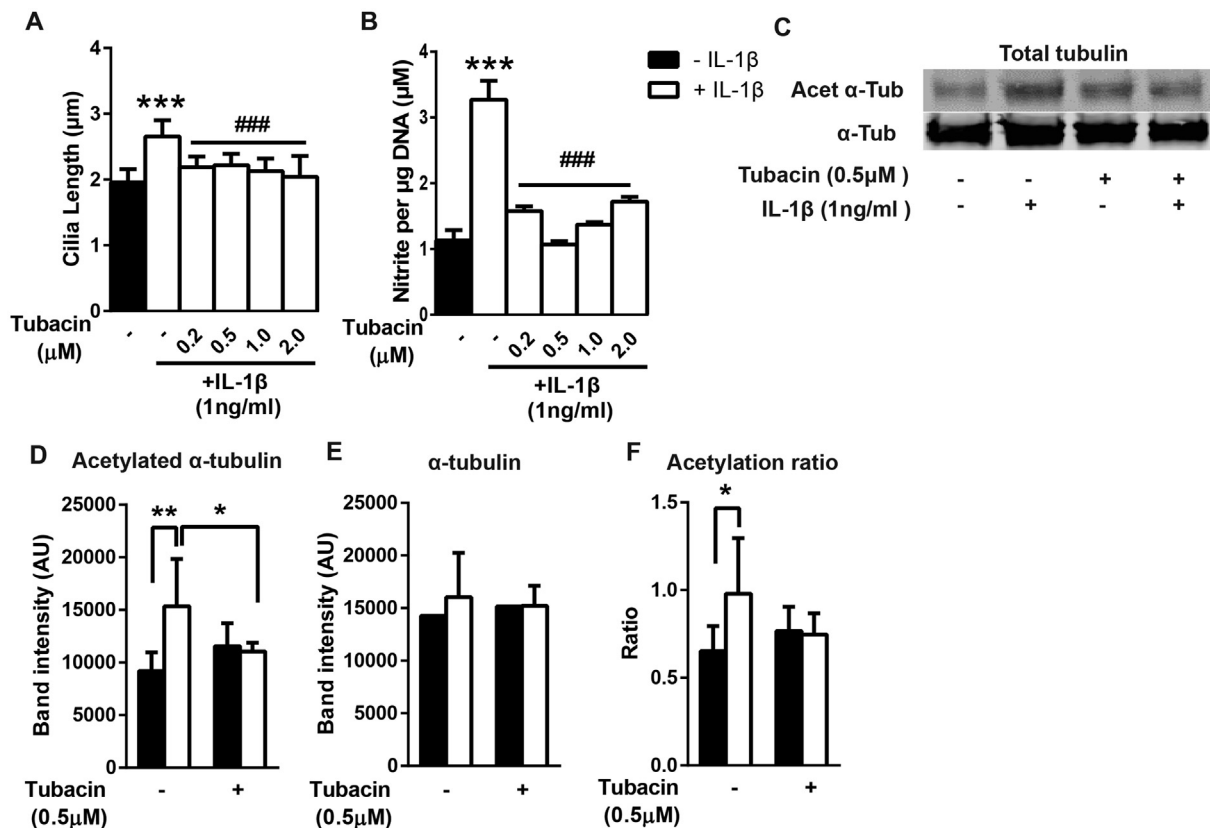 A
Cilia Length (μm)
4
3
2
1
0
***
###
Tubacin
(μM)
- - 0.2 0.5 1.0 2.0
+IL-1β
(1ng/ml)
B
Nitrite per μg DNA (μM)
4
3
2
1
0
***
###
Tubacin
(μM)
- - 0.2 0.5 1.0 2.0
+IL-1β
(1ng/ml)
- IL-1β
+ IL-1β
C
Total tubulin
Acet α-Tub
α-Tub
Tubacin (0.5μM ) - - + +
IL-1β (1ng/ml ) - + - +
D
Acetylated α-tubulin
Band intensity (AU)
25000
20000
15000
10000
5000
0
** *
Tubacin - +
(0.5μM)
E
α-tubulin
Band intensity (AU)
25000
20000
15000
10000
5000
0
Tubacin - +
(0.5μM)
F
Acetylation ratio
Ratio
1.5
1.0
0.5
0.0
*
Tubacin - +
(0.5μM)